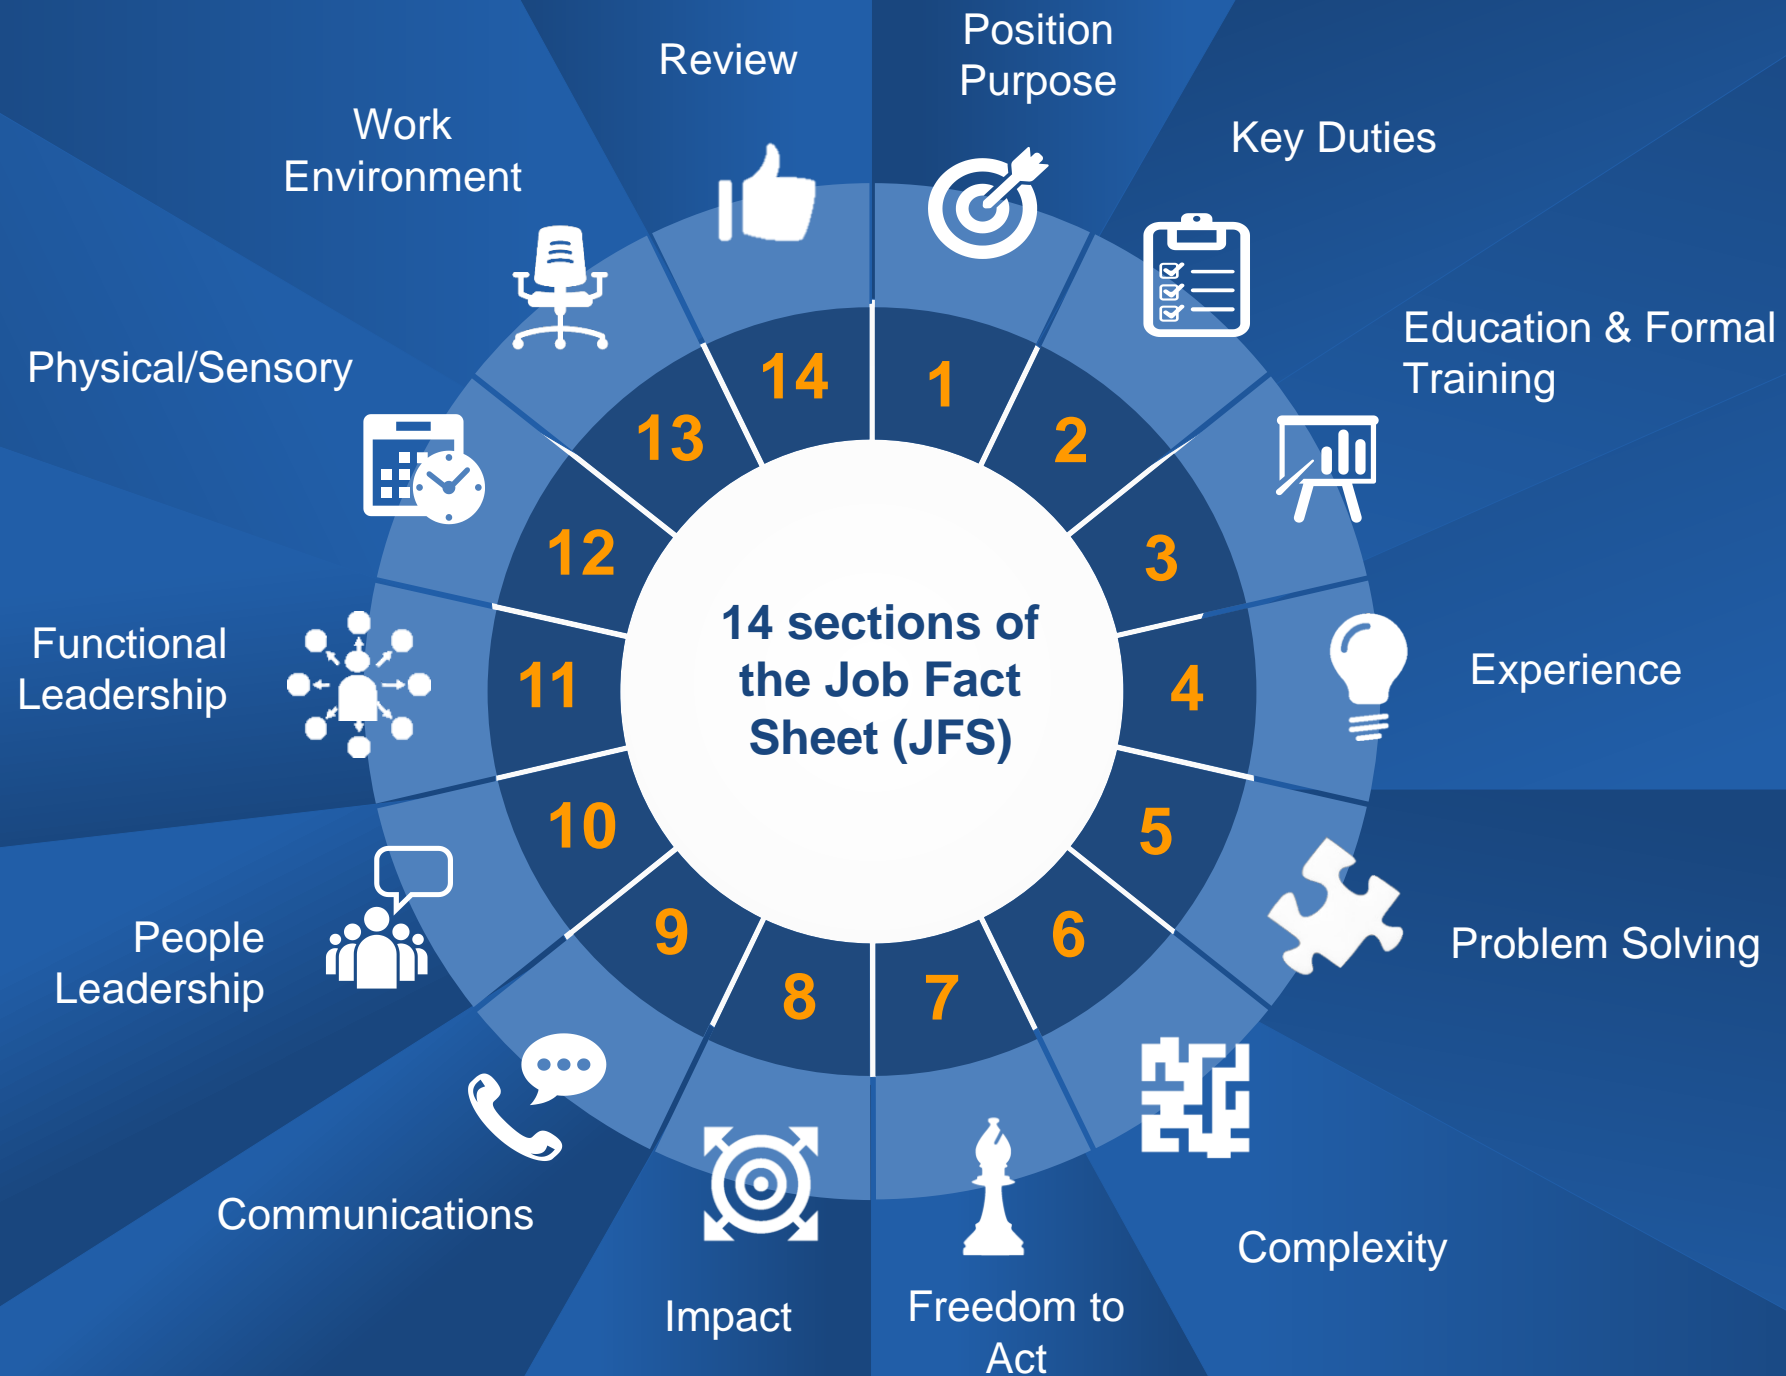 14 sections of
the Job Fact
Sheet (JFS)
1
Position
Purpose
2
Key Duties
3
Education & Formal
Training
4
Experience
5
Problem Solving
6
Complexity
7
Freedom to
Act
8
Impact
9
Communications
10
People
Leadership
11
Functional
Leadership
12
Physical/Sensory
13
Work
Environment
14
Review